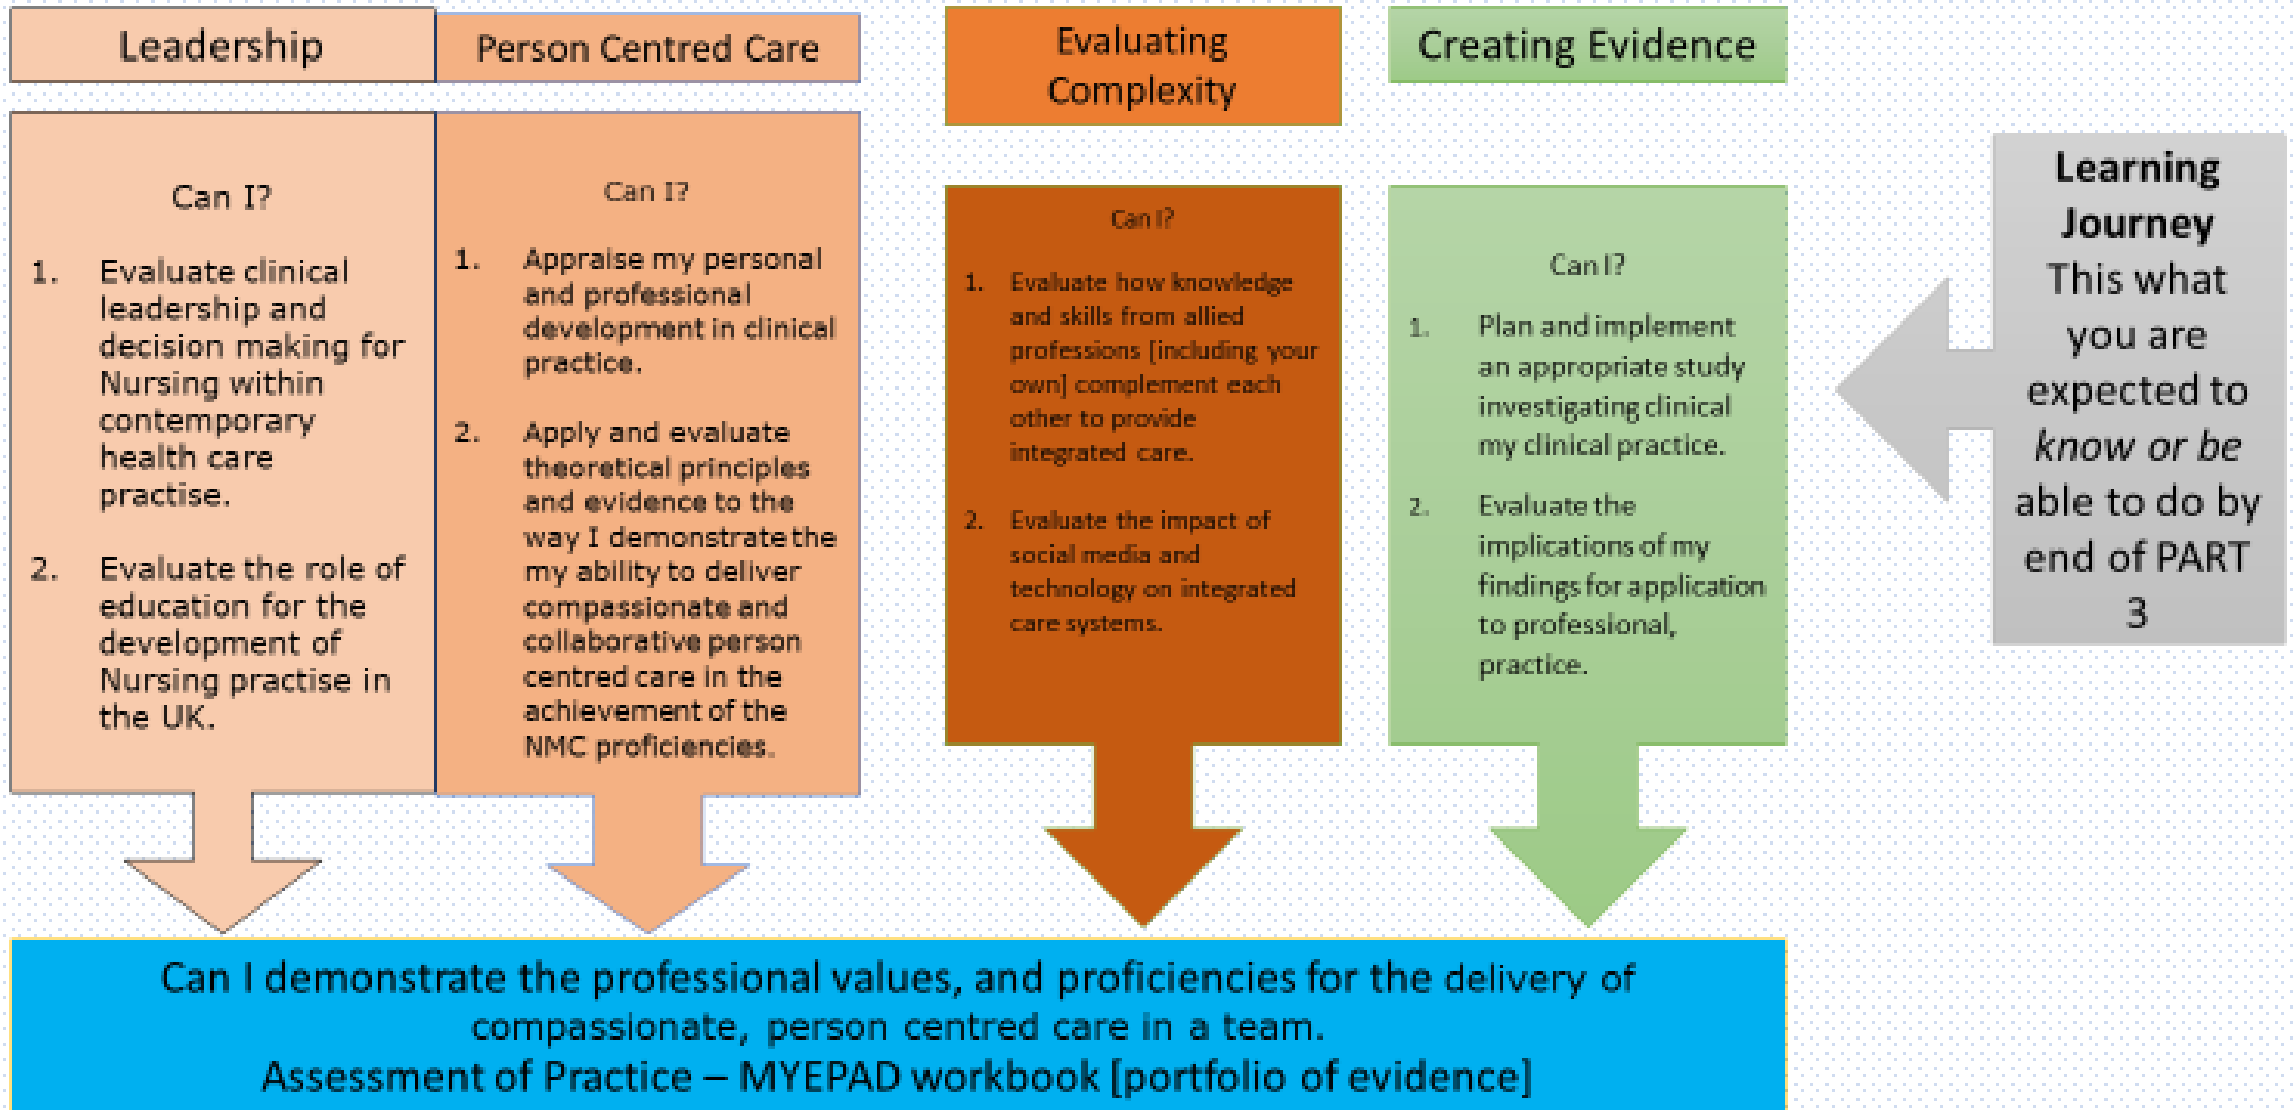 Leadership
Person Centred Care
Evaluating
Complexity
Creating Evidence
Can I?
1. Evaluate clinical
leadership and
decision making for
Nursing within
contemporary
health care
practise.
2. Evaluate the role of
education for the
development of
Nursing practise in
the UK.
Can I?
1. Appraise my personal
and professional
development in clinical
practice.
2. Apply and evaluate
theoretical principles
and evidence to the
way I demonstrate the
my ability to deliver
compassionate and
collaborative person
centred care in the
achievement of the
NMC proficiencies.
Can I?
1. Evaluate how knowledge
and skills from allied
professions [including your
own] complement each
other to provide
integrated care.
2. Evaluate the impact of
social media and
technology on integrated
care systems.
Can I?
1. Plan and implement
an appropriate study
investigating clinical
my clinical practice.
2. Evaluate the
implications of my
findings for application
to professional,
practice.
Learning
Journey
This what
you are
expected to
know or be
able to do by
end of PART
3
Can I demonstrate the professional values, and proficiencies for the delivery of
compassionate, person centred care in a team.
Assessment of Practice – MYEPAD workbook [portfolio of evidence]